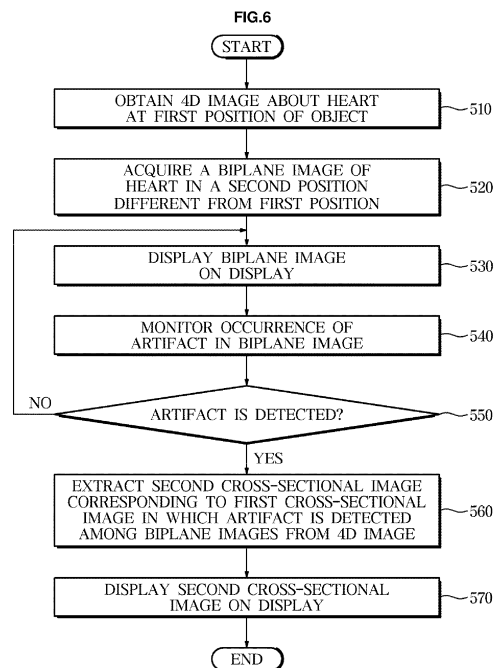 FIG.6
START
OBTAIN 4D IMAGE ABOUT HEART
AT FIRST POSITION OF OBJECT
510
ACQUIRE A BIPLANE IMAGE OF
HEART IN A SECOND POSITION
DIFFERENT FROM FIRST POSITION
520
DISPLAY BIPLANE IMAGE
ON DISPLAY
530
MONITOR OCCURRENCE OF
ARTIFACT IN BIPLANE IMAGE
540
NO
ARTIFACT IS DETECTED?
550
YES
EXTRACT SECOND CROSS-SECTIONAL IMAGE
CORRESPONDING TO FIRST CROSS-SECTIONAL
IMAGE IN WHICH ARTIFACT IS DETECTED
AMONG BIPLANE IMAGES FROM 4D IMAGE
560
DISPLAY SECOND CROSS-SECTIONAL
IMAGE ON DISPLAY
570
END